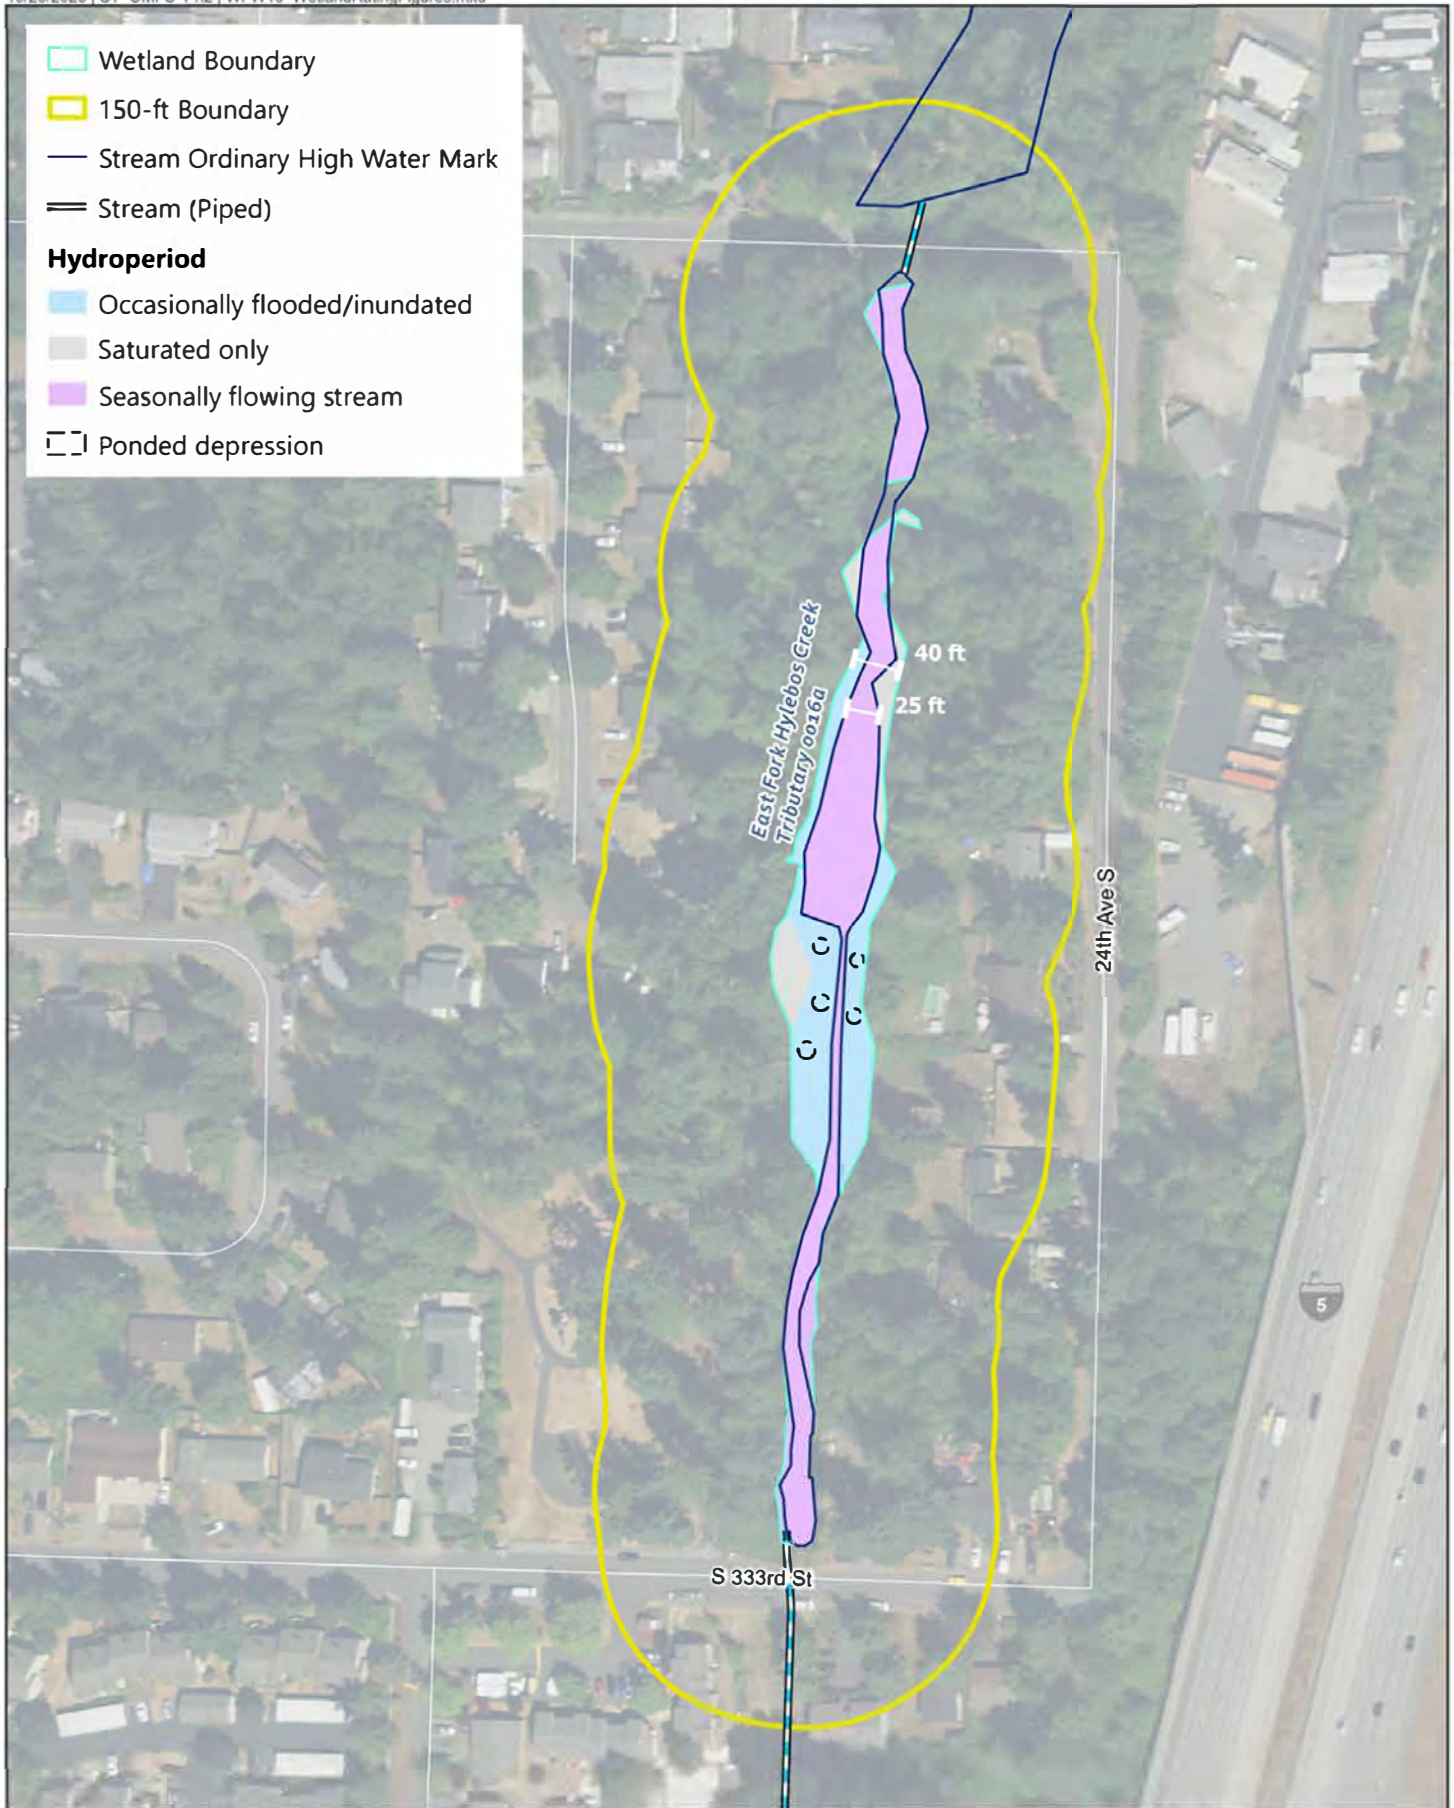 Wetland Boundary
150-ft Boundary
Stream Ordinary High Water Mark
Stream (Piped)
Hydroperiod
Occasionally flooded/inundated
Saturated only
Seasonally flowing stream
Ponded depression
East Fork Hylebos Creek
Tributary 0016a
40 ft
25 ft
24th Ave S
5
S 333rd St